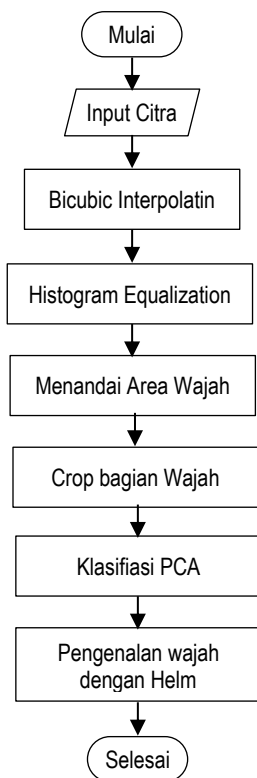 Mulai
Input Citra
Bicubic Interpolatin
Histogram Equalization
Menandai Area Wajah
Crop bagian Wajah
Klasifiasi PCA
Pengenalan wajah
dengan Helm
Selesai